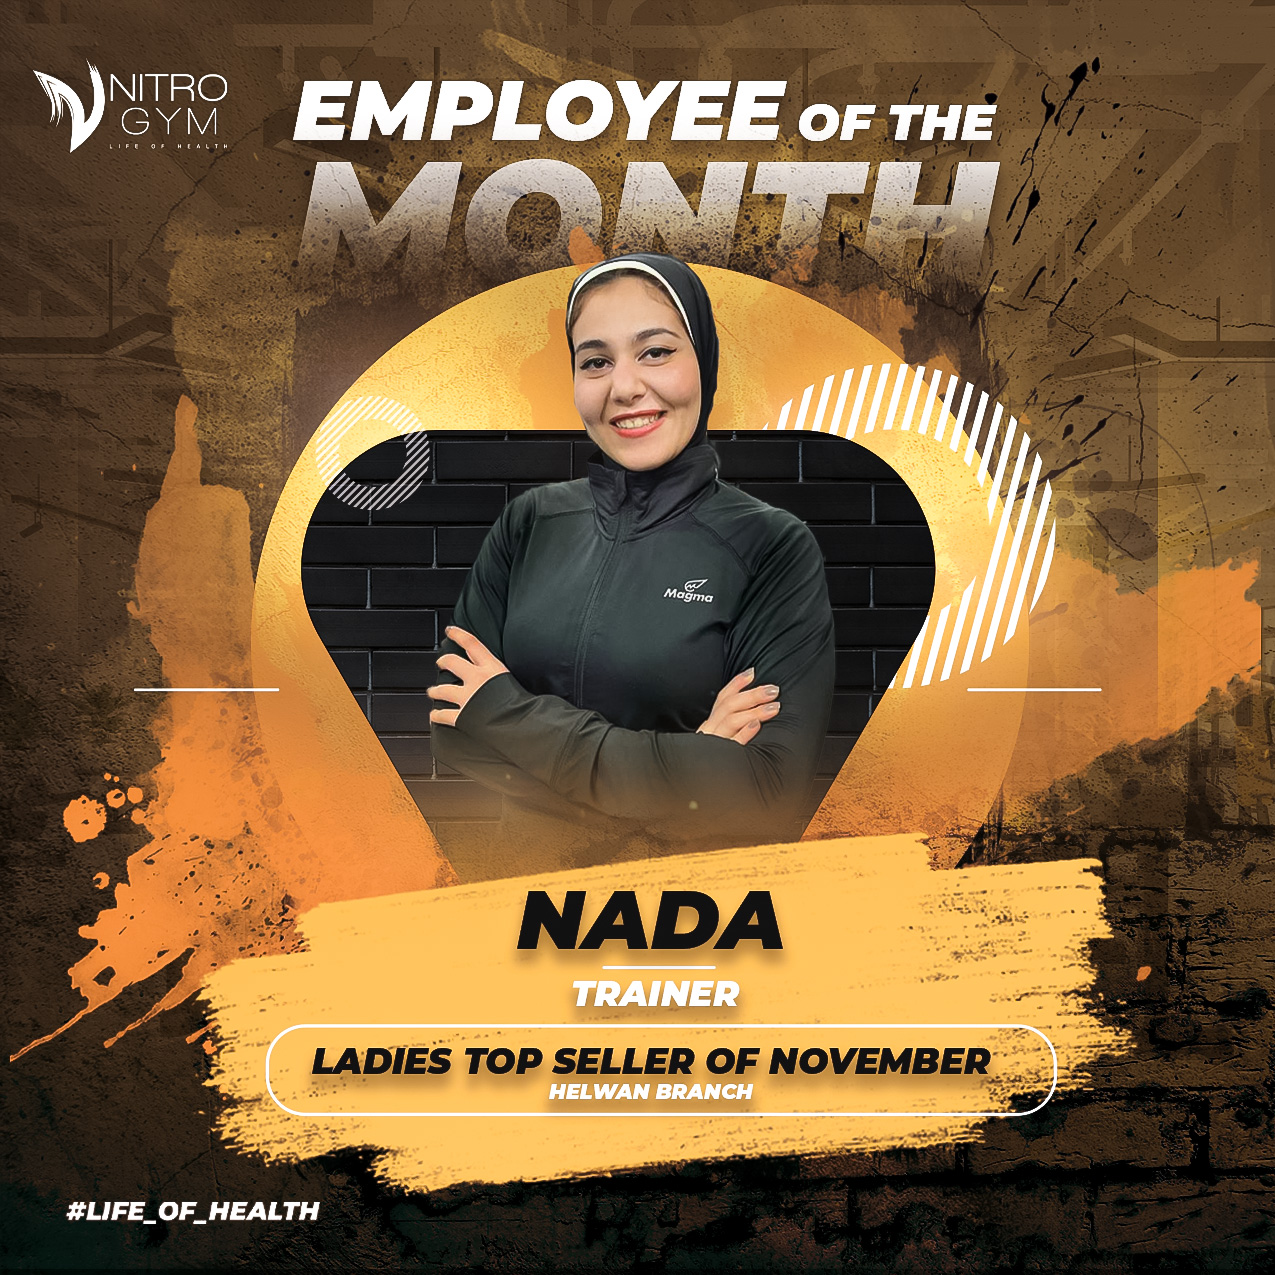 NITRO
GYM
LIFE OF HEALTH
EMPLOYEE OF THE
MONTH
Magma
NADA
TRAINER
LADIES TOP SELLER OF NOVEMBER
HELWAN BRANCH
#LIFE_OF_HEALTH